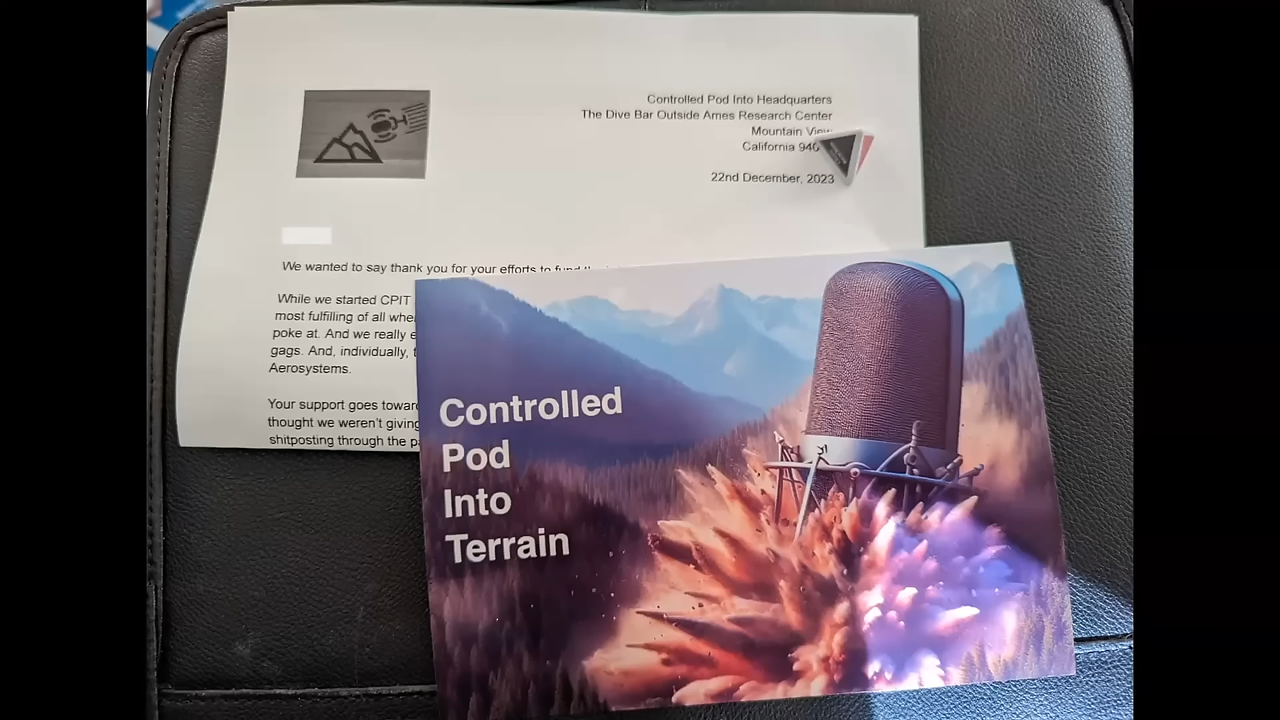 Controlled Pod Into Headquarters
The Dive Bar Outside Ames Research Center
Mountain View
California 940
22nd December, 2023
We wanted to say thank you for your efforts to fund
While we started CPIT
most fulfilling of all
poke at. And we really
gags. And, individually,
Aerosystems.
Your support goes
thought we weren't giving
shitposting through the
Controlled
Pod
Into
Terrain